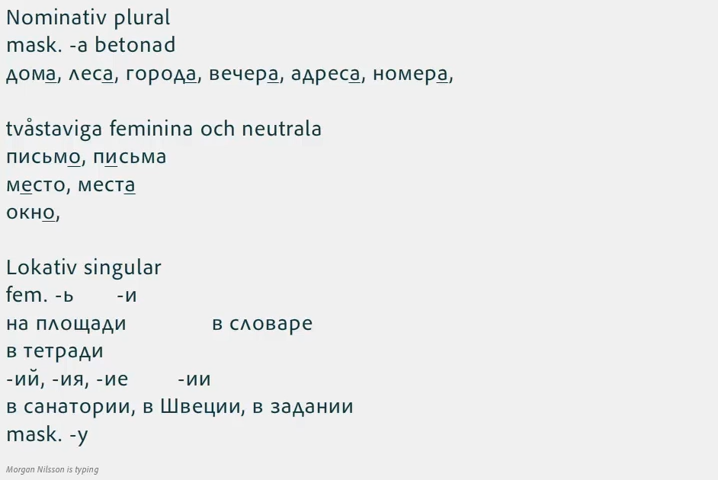 Nominativ plural
mask. -a betonad
дома, леса, города, вечера, адреса, номера,
tvåstaviga feminina och neutrala
письмо, письма
место, места
окно,
Lokativ singular
fem. -ь -и
на площади в словаре
в тетради
-ий, -ия, -ие -ии
в санатории, в Швеции, в задании
mask. -у
Morgan Nilsson is typing